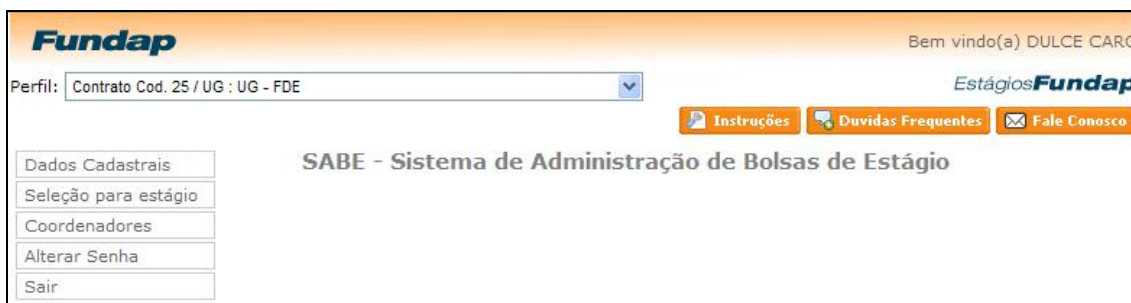 Fundap
Bem vindo(a) DULCE CARO
Perfil: Contrato Cod. 25 / UG : UG - FDE
EstágiosFundap
Instruções Duvidas Frequentes Fale Conosco
Dados Cadastrais
SABE - Sistema de Administração de Bolsas de Estágio
Seleção para estágio
Coordenadores
Alterar Senha
Sair